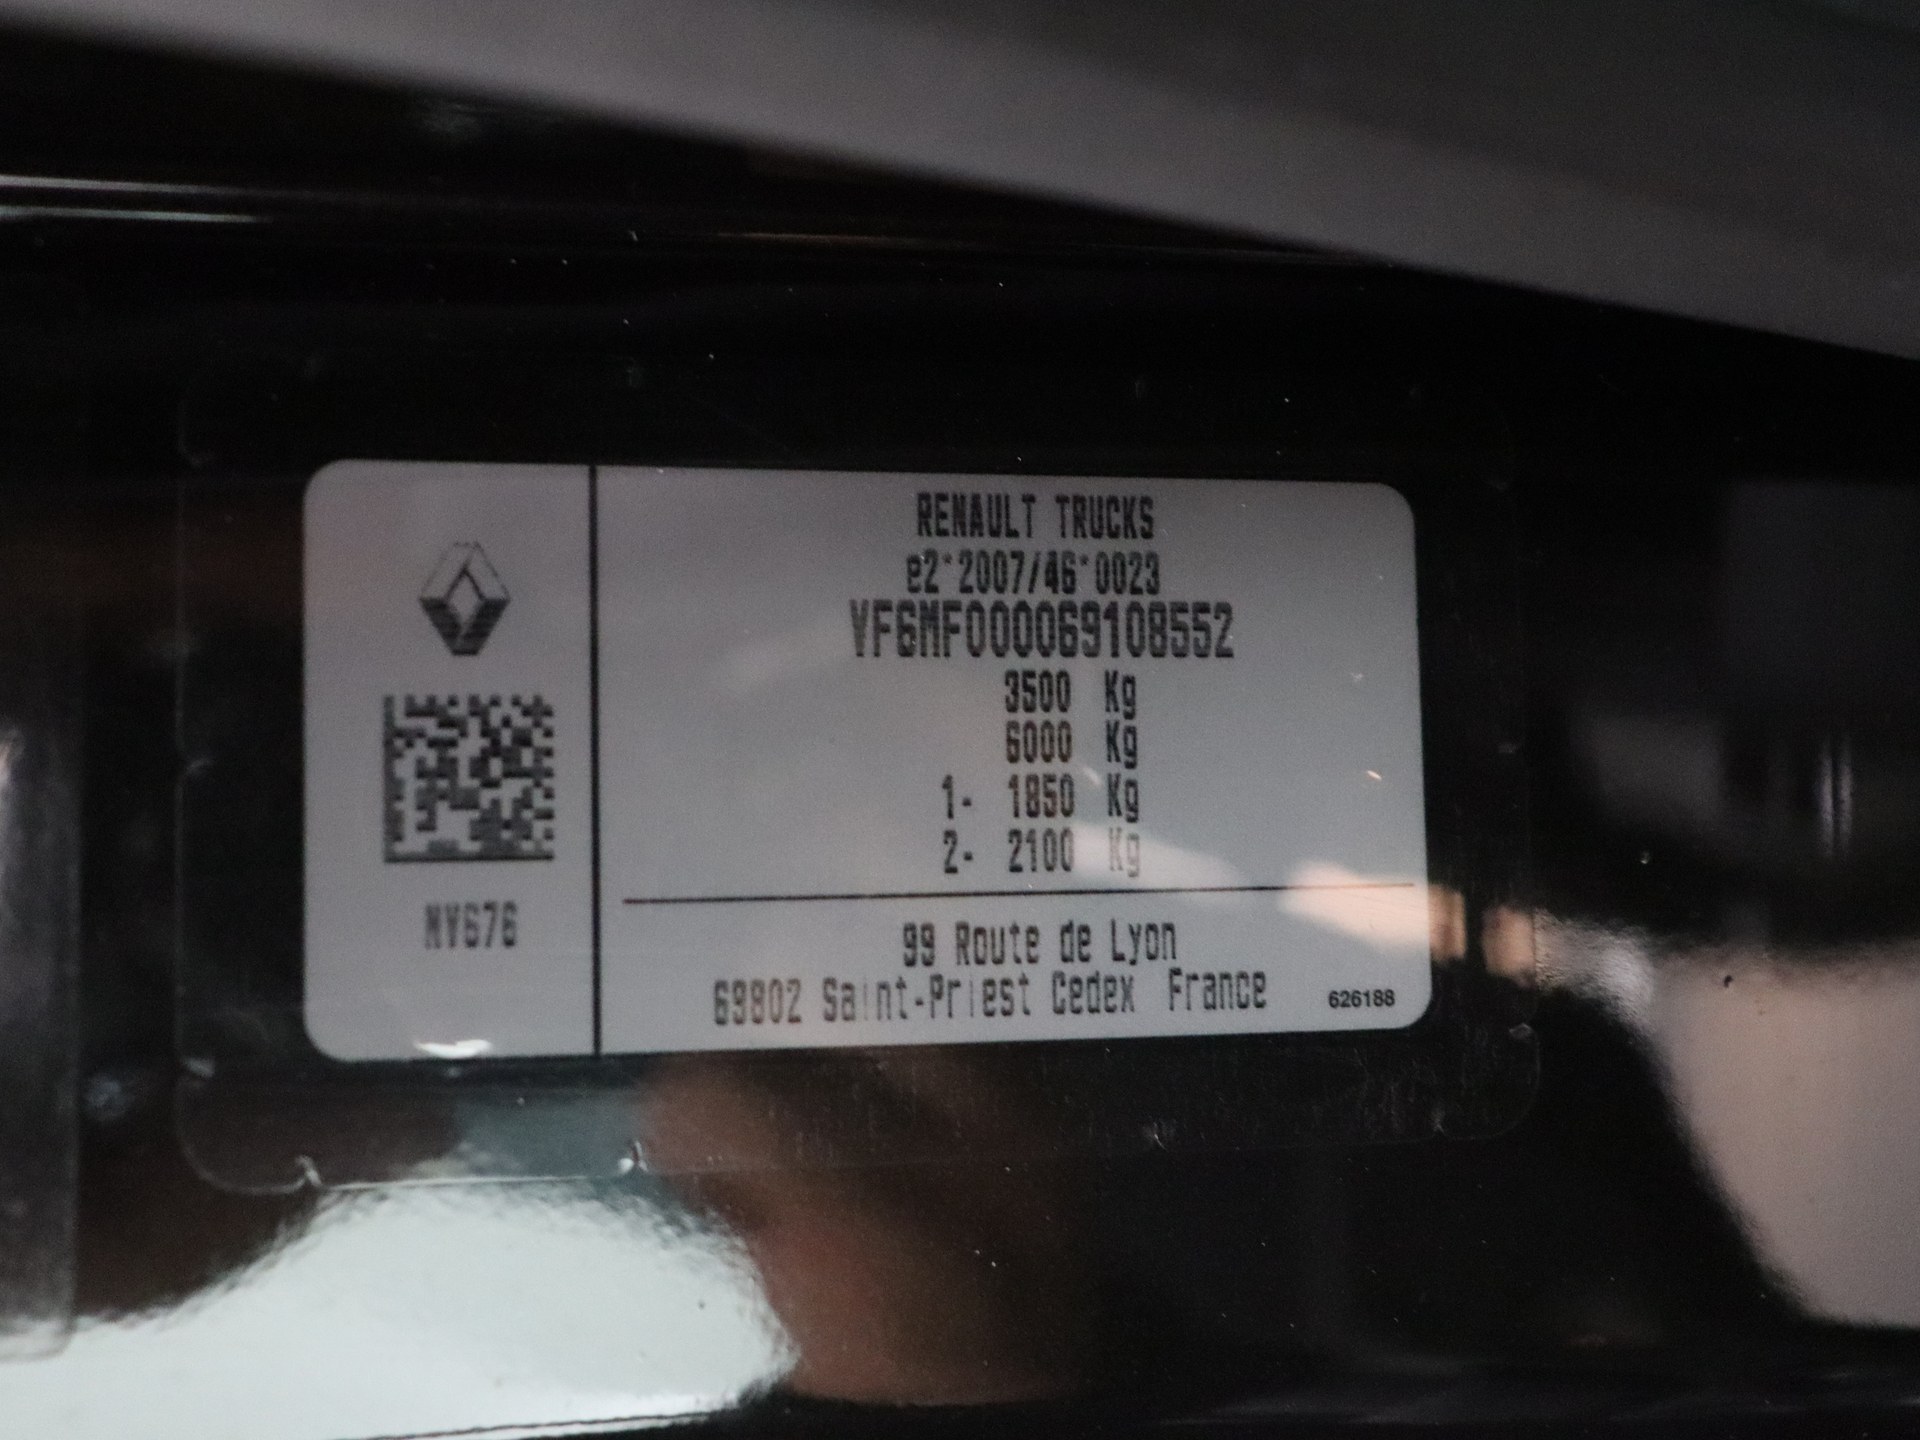 RENAULT TRUCKS
e2*2007/46*0023
VF6MF000069108552
3500 Kg
6000 Kg
1- 1850 Kg
2- 2100 Kg
MV676
99 Route de Lyon
69802 Saint-Priest Cedex France
626188